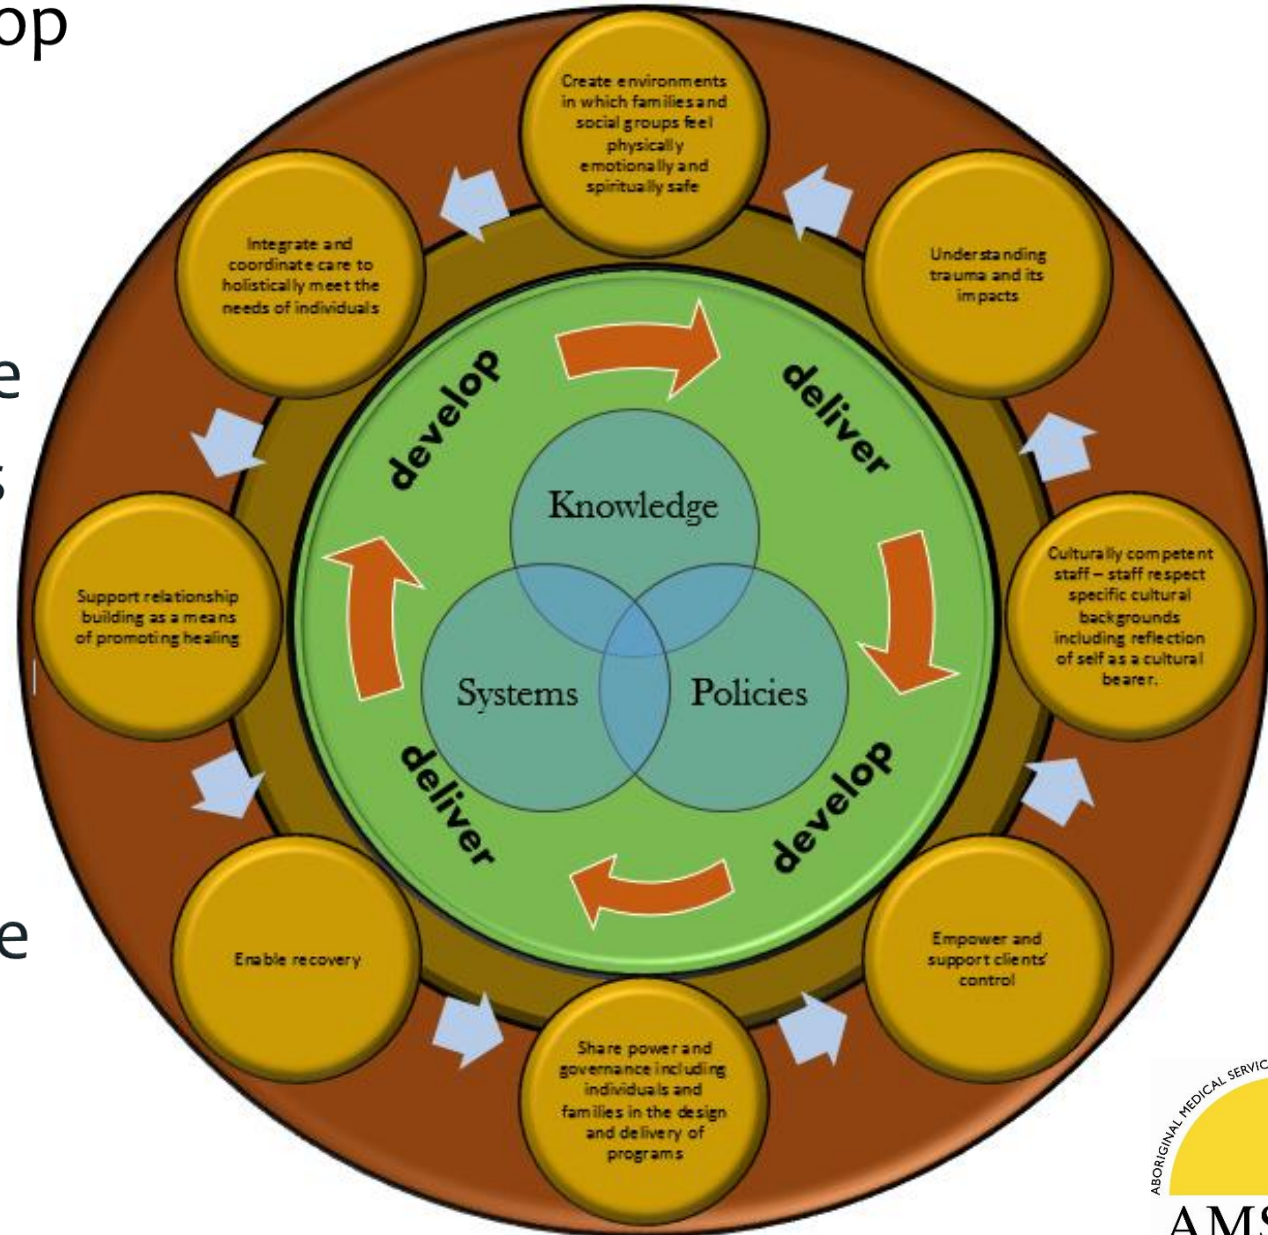 op
e
s
e
Create environments
in which families and
social groups feel
physically
emotionally and
spiritually safe
Integrate and
coordinate care to
holistically meet the
needs of individuals
Understanding
trauma and its
impacts
develop
deliver
Knowledge
Culturally competent
staff – staff respect
specific cultural
backgrounds
including reflection
of self as a cultural
bearer.
Support relationship
building as a means
of promoting healing
Systems
Policies
deliver
develop
Enable recovery
Empower and
support clients'
control
Share power and
governance including
individuals and
families in the design
and delivery of
programs
ABORIGINAL MEDICAL SERVIC
AMS